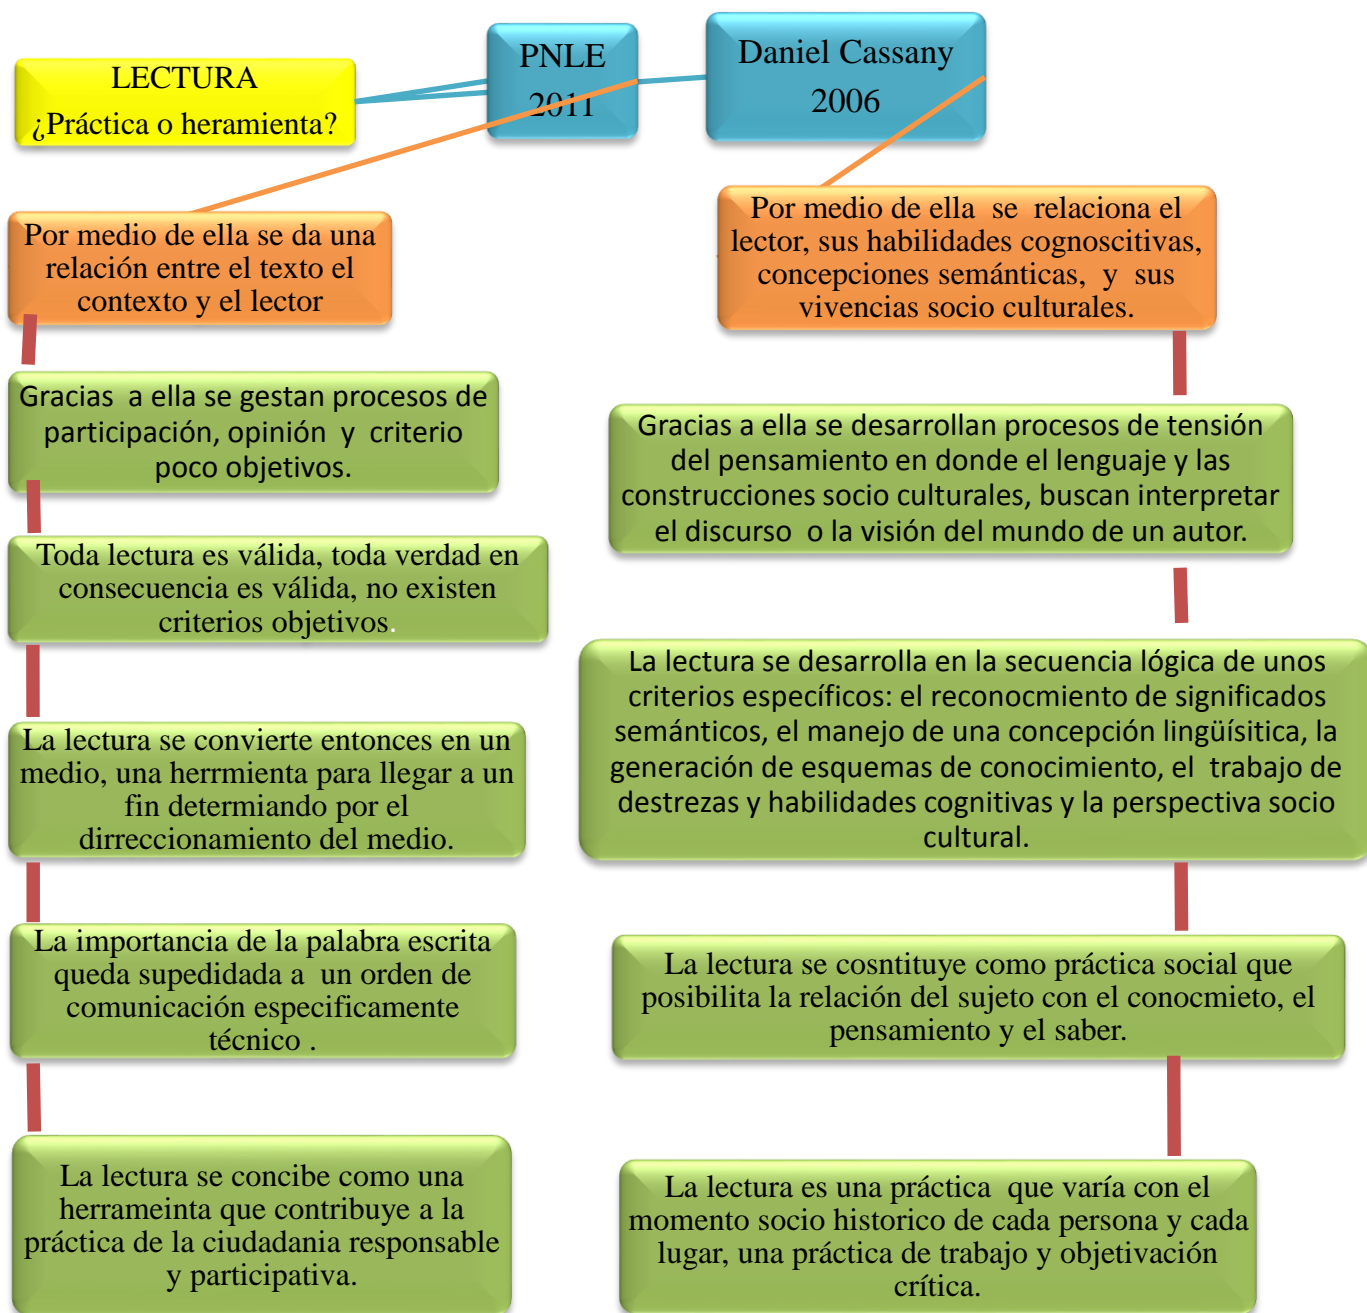 LECTURA
¿Práctica o heramienta?
PNLE
2011
Daniel Cassany
2006
Por medio de ella se da una
relación entre el texto el
contexto y el lector
Gracias a ella se gestan procesos de
participación, opinión y criterio
poco objetivos.
Toda lectura es válida, toda verdad en
consecuencia es válida, no existen
criterios objetivos.
La lectura se convierte entonces en un
medio, una herrmienta para llegar a un
fin determiando por el
dirreccionamiento del medio.
La importancia de la palabra escrita
queda supedidada a un orden de
comunicación especificamente
técnico .
La lectura se concibe como una
herrameinta que contribuye a la
práctica de la ciudadania responsable
y participativa.
Por medio de ella se relaciona el
lector, sus habilidades cognoscitivas,
concepciones semánticas, y sus
vivencias socio culturales.
Gracias a ella se desarrollan procesos de tensión
del pensamiento en donde el lenguaje y las
construcciones socio culturales, buscan interpretar
el discurso o la visión del mundo de un autor.
La lectura se desarrolla en la secuencia lógica de unos
criterios específicos: el reconocmiento de significados
semánticos, el manejo de una concepción lingüísitica, la
generación de esquemas de conocimiento, el trabajo de
destrezas y habilidades cognitivas y la perspectiva socio
cultural.
La lectura se cosntituye como práctica social que
posibilita la relación del sujeto con el conocmieto, el
pensamiento y el saber.
La lectura es una práctica que varía con el
momento socio historico de cada persona y cada
lugar, una práctica de trabajo y objetivación
crítica.